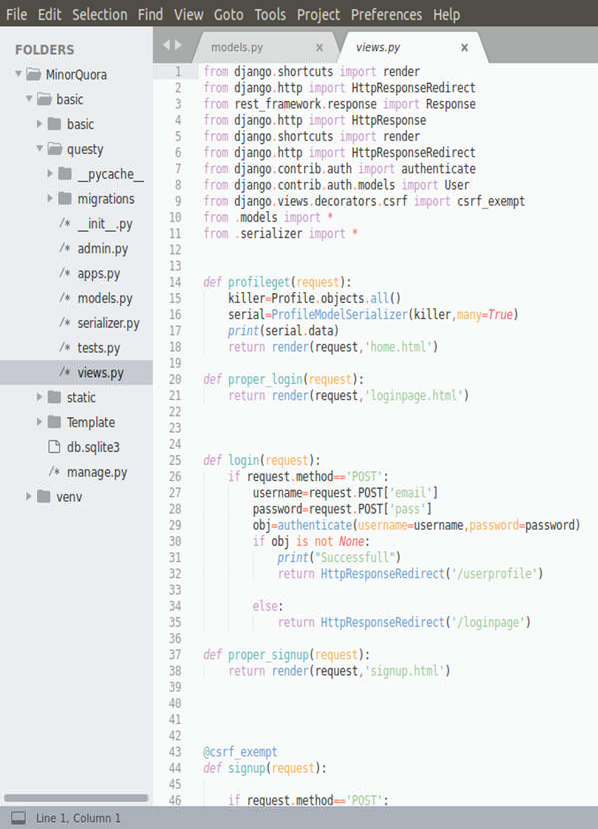 File Edit Selection Find View Goto Tools Project Preferences Help
FOLDERS
MinorQuora
basic
basic
questy
__pycache__
migrations
/* __init__.py
/* admin.py
/* apps.py
/* models.py
/* serializer.py
/* tests.py
/* views.py
static
Template
db.sqlite3
/* manage.py
venv
models.py x views.py x
1 from django.shortcuts import render
2 from django.http import HttpResponseRedirect
3 from rest_framework.response import Response
4 from django.http import HttpResponse
5 from django.shortcuts import render
6 from django.http import HttpResponseRedirect
7 from django.contrib.auth import authenticate
8 from django.contrib.auth.models import User
9 from django.views.decorators.csrf import csrf_exempt
10 from .models import *
11 from .serializer import *
12
13
14 def profileget(request):
15 killer=Profile.objects.all()
16 serial=ProfileModelSerializer(killer,many=True)
17 print(serial.data)
18 return render(request,'home.html')
19
20 def proper_login(request):
21 return render(request,'loginpage.html')
22
23
24
25 def login(request):
26 if request.method=='POST':
27 username=request.POST['email']
28 password=request.POST['pass']
29 obj=authenticate(username=username,password=password)
30 if obj is not None:
31 print("Successfull")
32 return HttpResponseRedirect('/userprofile')
33
34 else:
35 return HttpResponseRedirect('/loginpage')
36
37 def proper_signup(request):
38 return render(request,'signup.html')
39
40
41
42
43 @csrf_exempt
44 def signup(request):
45
46 if request.method=='POST':
Line 1, Column 1